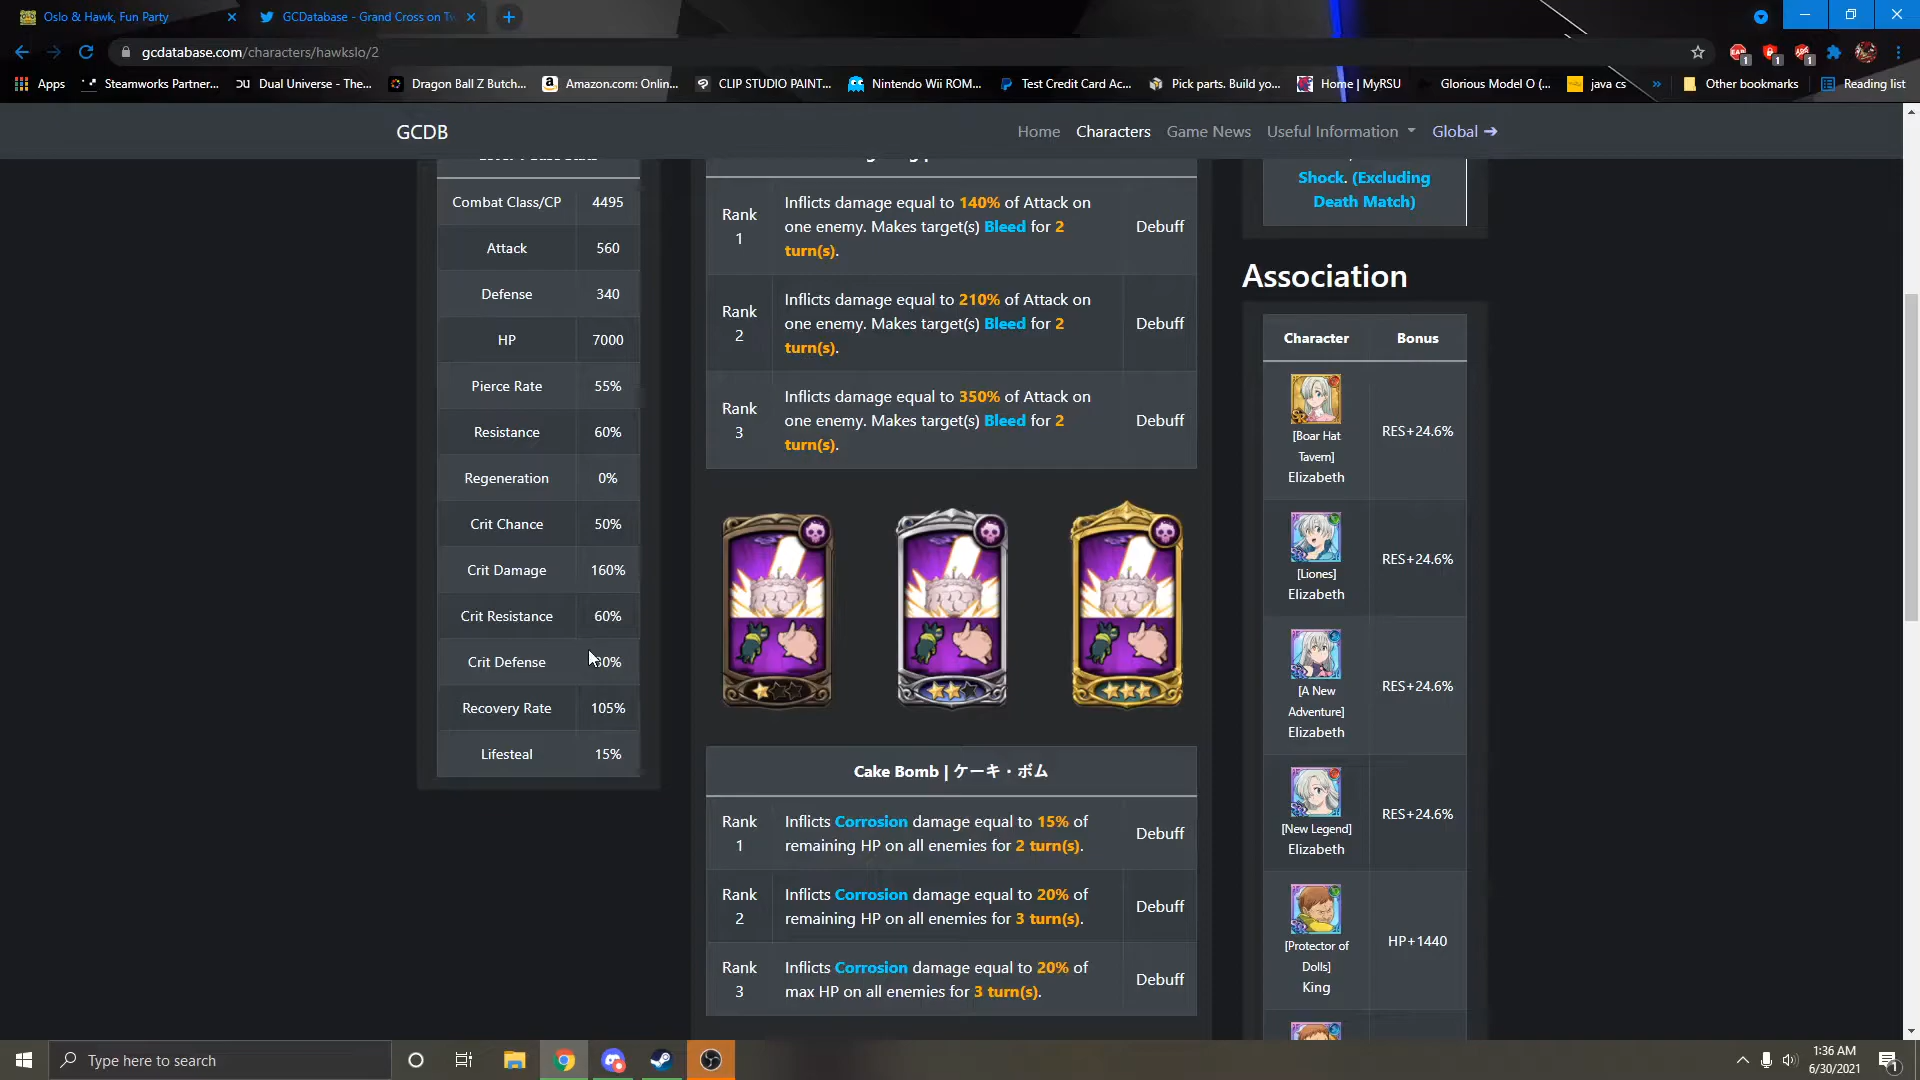 Oslo & Hawk, Fun Party
GCDatabase - Grand Cross on Tw
gcdatabase.com/characters/hawkslo/2
Apps
Steamworks Partner...
Dual Universe - The...
Dragon Ball Z Butch...
Amazon.com: Onlin...
CLIP STUDIO PAINT...
Nintendo Wii ROM...
Test Credit Card Ac...
Pick parts. Build yo...
Home | MyRSU
Glorious Model O (...
java cs
»
Other bookmarks
Reading list
GCDB
Home
Characters
Game News
Useful Information
Global
Combat Class/CP 4495
Attack 560
Defense 340
HP 7000
Pierce Rate 55%
Resistance 60%
Regeneration 0%
Crit Chance 50%
Crit Damage 160%
Crit Resistance 60%
Crit Defense
Recovery Rate 105%
Lifesteal 15%
Rank 1
Inflicts damage equal to 140% of Attack on
one enemy. Makes target(s) Bleed for 2
turn(s).
Debuff
Rank 2
Inflicts damage equal to 210% of Attack on
one enemy. Makes target(s) Bleed for 2
turn(s).
Debuff
Rank 3
Inflicts damage equal to 350% of Attack on
one enemy. Makes target(s) Bleed for 2
turn(s).
Debuff
Cake Bomb | ケーキ・ボム
Rank 1
Inflicts Corrosion damage equal to 15% of
remaining HP on all enemies for 2 turn(s).
Debuff
Rank 2
Inflicts Corrosion damage equal to 20% of
remaining HP on all enemies for 3 turn(s).
Debuff
Rank 3
Inflicts Corrosion damage equal to 20% of
max HP on all enemies for 3 turn(s).
Debuff
Shock. (Excluding
Death Match)
Association
Character Bonus
[Boar Hat
Tavern]
Elizabeth
RES+24.6%
[Liones]
Elizabeth
RES+24.6%
[A New
Adventure]
Elizabeth
RES+24.6%
[New Legend]
Elizabeth
RES+24.6%
[Protector of
Dolls]
King
HP+1440
Type here to search
1:36 AM
6/30/2021